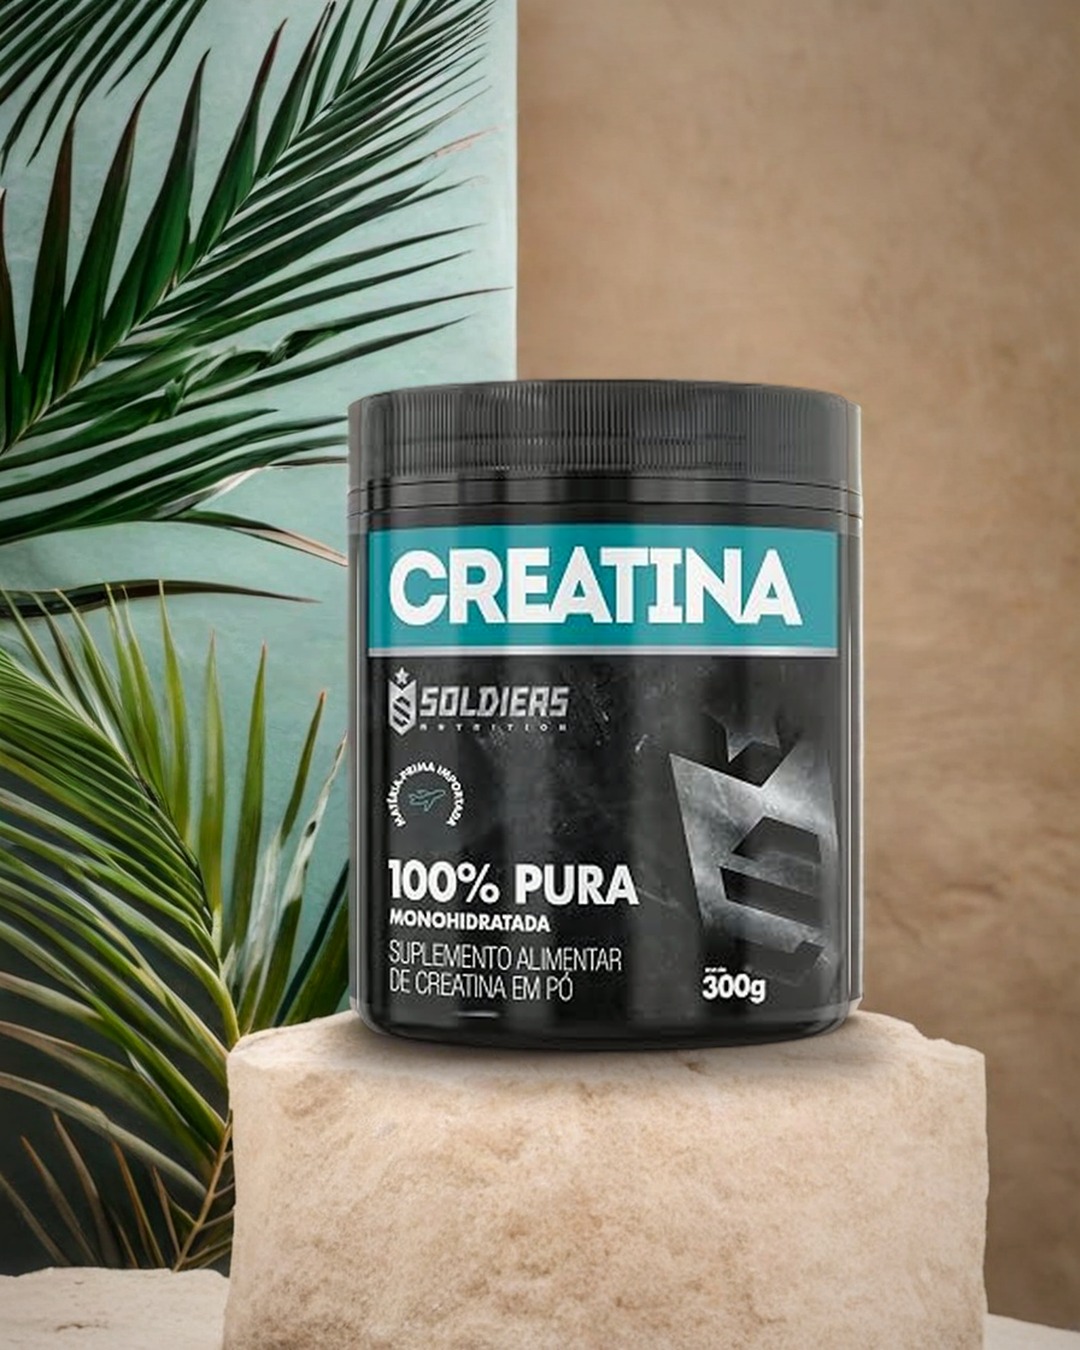 CREATINA
SOLDIERS
NUTRITION
MATÉRIA-PRIMA IMPORTADA
100% PURA
MONOHIDRATADA
SUPLEMENTO ALIMENTAR
DE CREATINA EM PÓ
300g